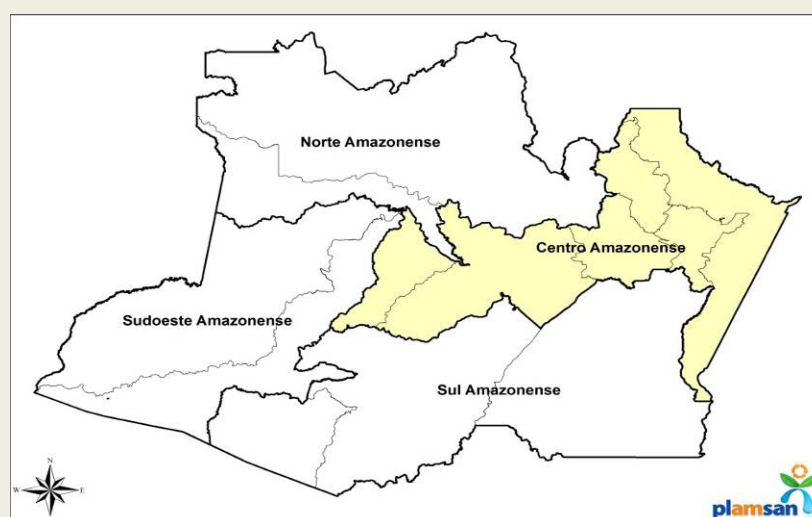 Norte Amazonense
Centro Amazonense
Sudoeste Amazonense
Sul Amazonense
N
W
E
S
plamsan